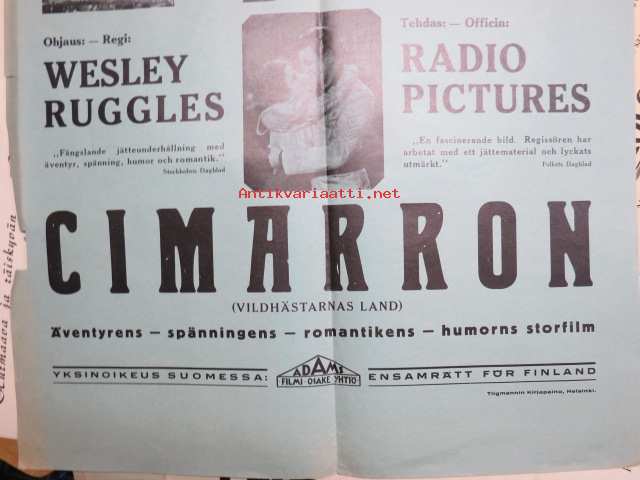 Ohjaus: — Regi:
WESLEY
RUGGLES
„Fängslande jätteunderhållning med
äventyr, spänning, humor och romantik.”
Stockholms Dagblad
Tehdas: — Officin:
RADIO
PICTURES
„En fascinerande bild. Regissören har
arbetat med ett jättematerial och lyckats
utmärkt.”
Folkets Dagblad
Antikvariaatti.net
CIMARRON
(VILDHÄSTARNAS LAND)
Äventyrens — spänningens — romantikens — humorns storfilm
YKSINOIKEUS SUOMESSA:
ADAMS
FILMI-OSAKEYHTIÖ
ENSAMRÄTT FÖR FINLAND
Tilgmannin Kirjapaino, Helsinki.
ja täiskyvän